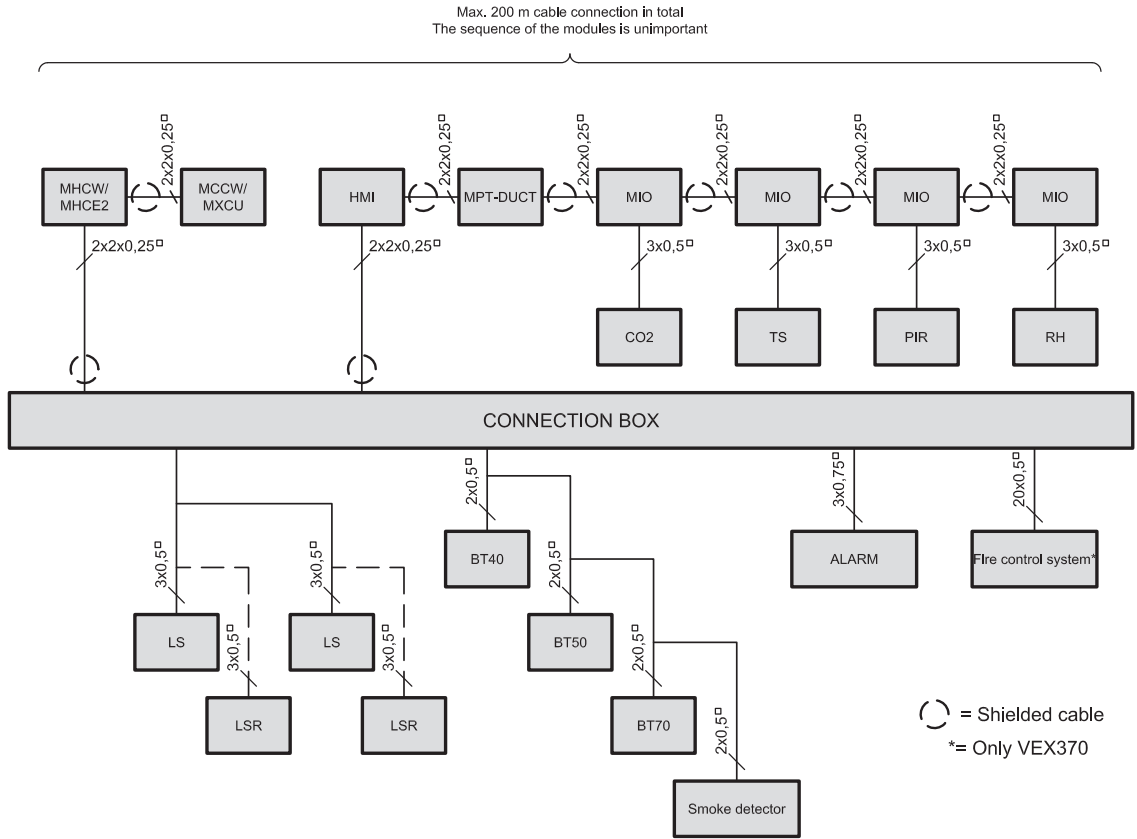 Max. 200 m cable connection in total
The sequence of the modules is unimportant
2x2x0,25□
2x2x0,25□
2x2x0,25□
2x2x0,25□
2x2x0,25□
2x2x0,25□
MHCW/
MHCE2
MCCW/
MXCU
HMI
MPT-DUCT
MIO
MIO
MIO
MIO
2x2x0,25□
2x2x0,25□
3x0,5□
3x0,5□
3x0,5□
3x0,5□
CO2
TS
PIR
RH
CONNECTION BOX
2x0,5□
3x0,75□
20x0,5□
BT40
ALARM
FIre control system*
3x0,5□
3x0,5□
2x0,5□
LS
LS
BT50
3x0,5□
3x0,5□
2x0,5□
LSR
LSR
BT70
= Shielded cable
*= Only VEX370
2x0,5□
Smoke detector